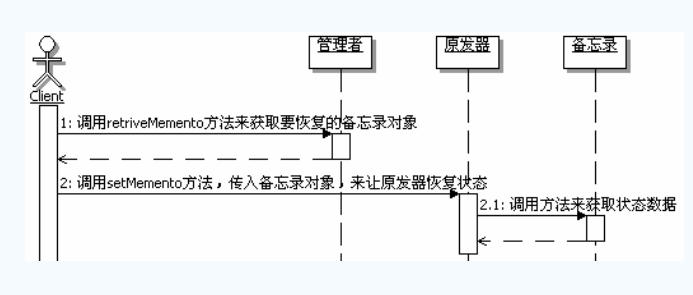 管理者
原发器
备忘录
Client
1: 调用retriveMemento方法来获取要恢复的备忘录对象
2: 调用setMemento方法，传入备忘录对象，来让原发器恢复状态
2.1: 调用方法来获取状态数据